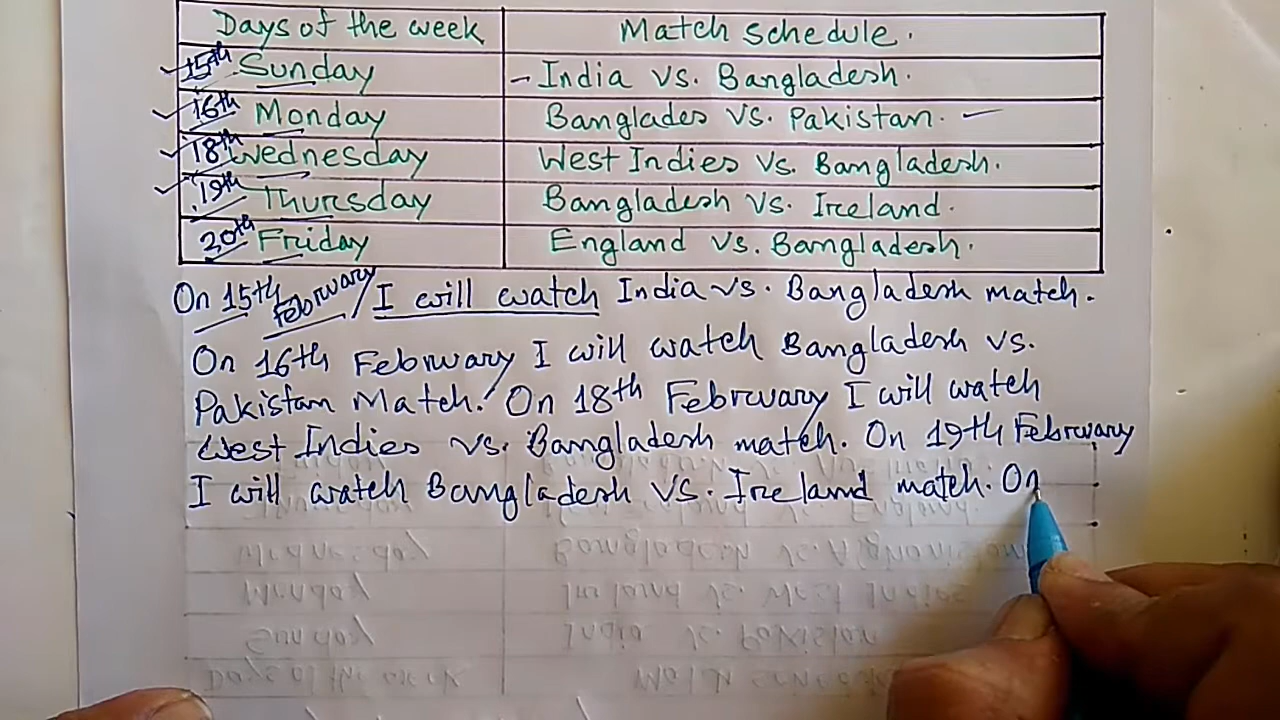 Days of the week Match schedule.
15th Sunday - India vs. Bangladesh.
16th Monday Banglades vs. Pakistan.
18th Wednesday West Indies vs. Bangladesh.
19th Thursday Bangladesh vs. Ireland.
20th Friday England vs. Bangladesh.
On 15th February I will watch India vs. Bangladesh match.
On 16th February I will watch Bangladesh vs.
Pakistan Match. On 18th February I will watch
West Indies vs. Bangladesh match. On 19th February
I will watch Bangladesh vs. Ireland match. On